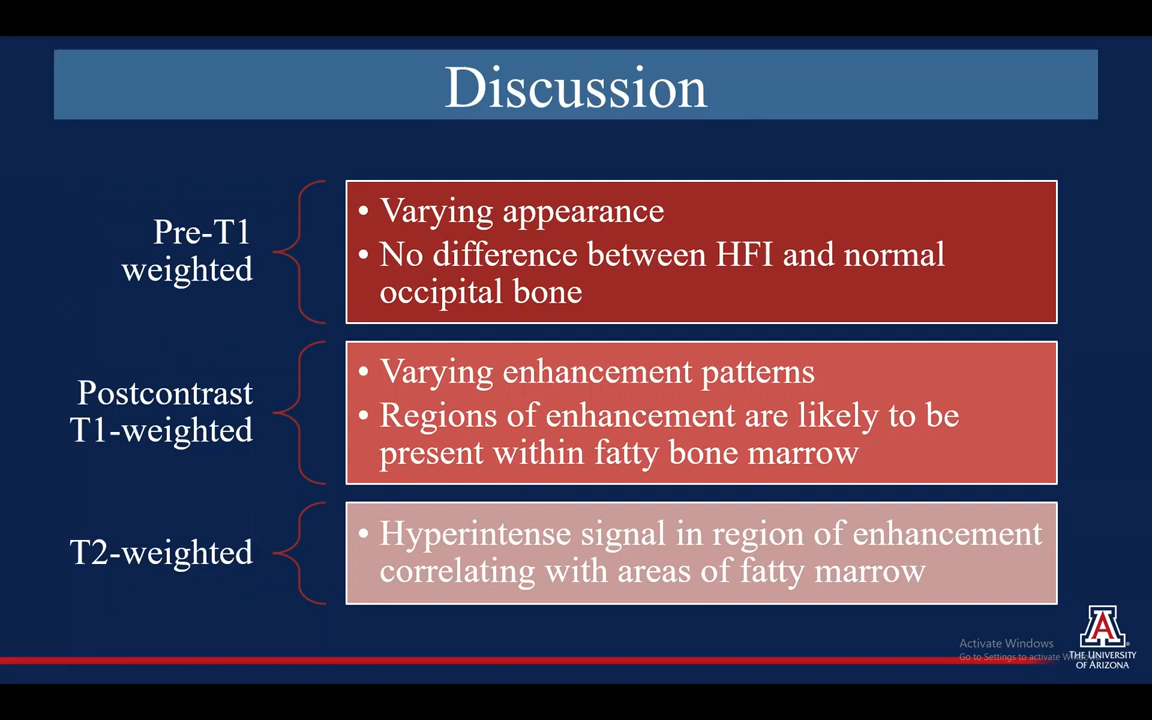 Discussion
Pre-T1
weighted
• Varying appearance
• No difference between HFI and normal
occipital bone
Postcontrast
T1-weighted
• Varying enhancement patterns
• Regions of enhancement are likely to be
present within fatty bone marrow
T2-weighted
• Hyperintense signal in region of enhancement
correlating with areas of fatty marrow
Activate Windows
Go to Settings to activate
A
THE UNIVERSITY
OF ARIZONA